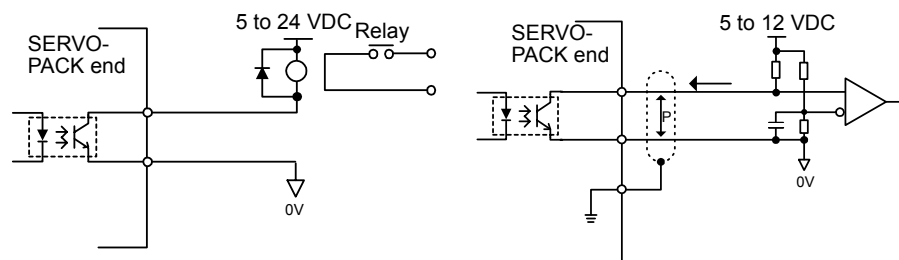 5 to 24 VDC
Relay
SERVO-
PACK end
0V
5 to 12 VDC
SERVO-
PACK end
P
0V